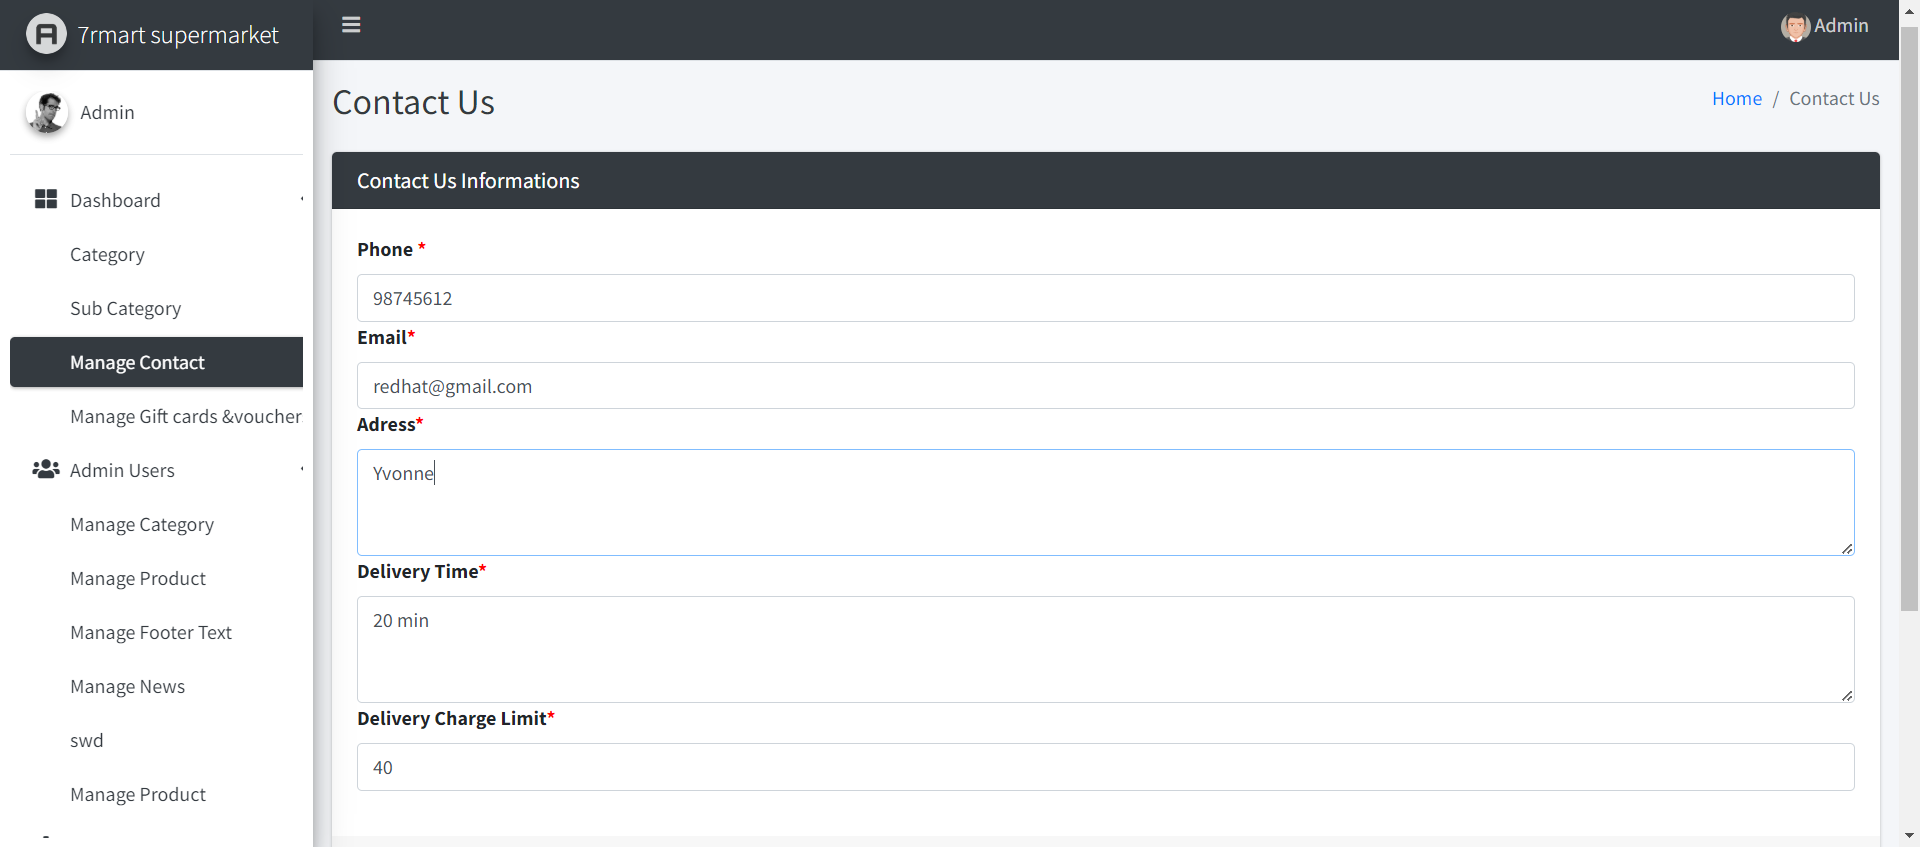 7rmart supermarket
Admin
Admin
Dashboard
Category
Sub Category
Manage Contact
Manage Gift cards &voucher
Admin Users
Manage Category
Manage Product
Manage Footer Text
Manage News
swd
Manage Product
Contact Us
Home / Contact Us
Contact Us Informations
Phone *
98745612
Email*
redhat@gmail.com
Adress*
Yvonne
Delivery Time*
20 min
Delivery Charge Limit*
40